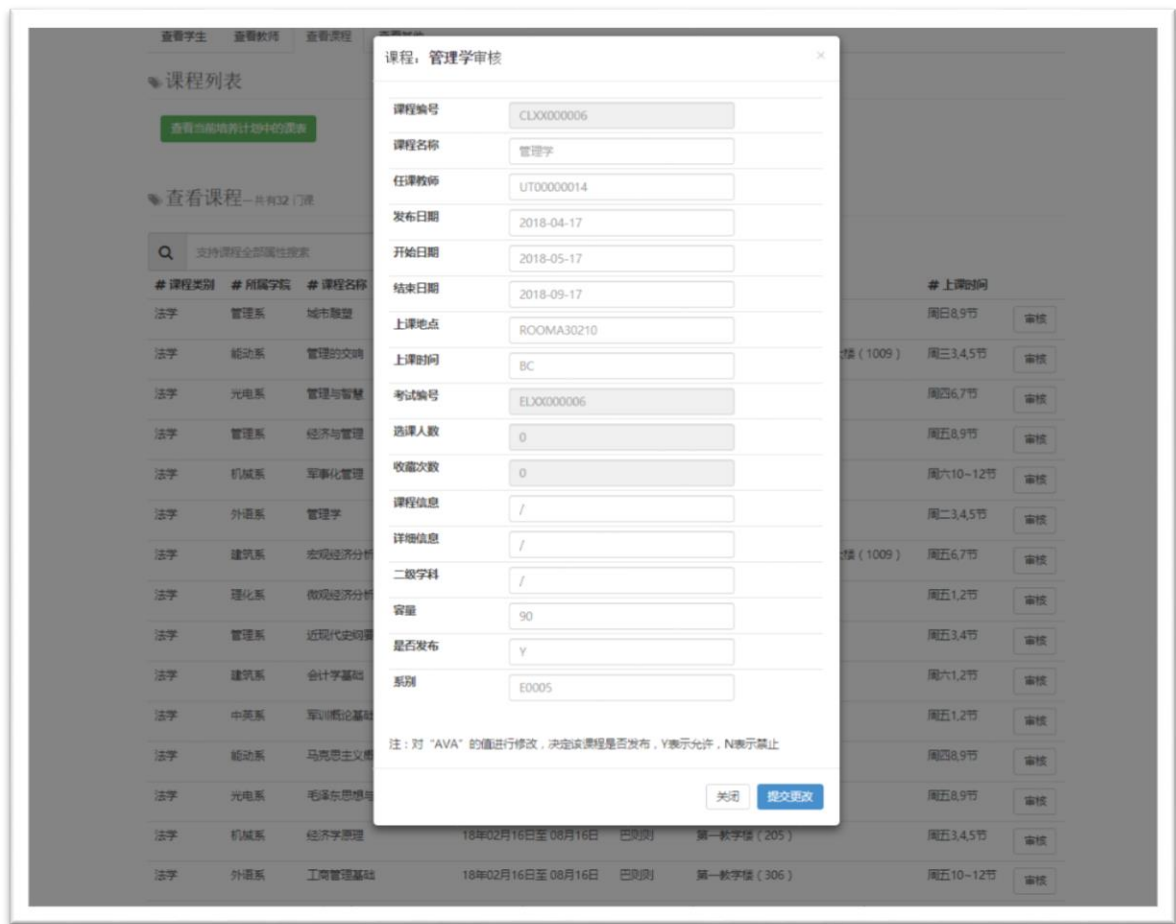 查看学生 查看教师 查看课程
课程：管理学审核 ×
课程列表
查看当前培养计划中的课表
查看课程--共有32 门课
支持课程全部属性搜索
# 课程类别 # 所属学院 # 课程名称 # 上课时间
课程编号 CLXX000006
课程名称 管理学
任课教师 UT00000014
发布日期 2018-04-17
开始日期 2018-05-17
结束日期 2018-09-17
上课地点 ROOMA30210
上课时间 BC
考试编号 ELXX000006
选课人数 0
收藏次数 0
课程信息 /
详细信息 /
二级学科 /
容量 90
是否发布 Y
系别 E0005
注：对“AVA”的值进行修改，决定该课程是否发布，Y表示允许，N表示禁止
关闭 提交更改
法学 管理系 城市雕塑 周日8,9节 审核
法学 能动系 管理的交响 楼（1009） 周三3,4,5节 审核
法学 光电系 管理与智慧 周四6,7节 审核
法学 管理系 经济与管理 周五8,9节 审核
法学 机械系 军事化管理 周六10~12节 审核
法学 外语系 管理学 周二3,4,5节 审核
法学 建筑系 宏观经济分析 楼（1009） 周五6,7节 审核
法学 理化系 微观经济分析 周五1,2节 审核
法学 管理系 近现代史纲要 周五3,4节 审核
法学 建筑系 会计学基础 周六1,2节 审核
法学 中英系 军训概论基础 周五1,2节 审核
法学 能动系 马克思主义 周四8,9节 审核
法学 光电系 毛泽东思想与 周五8,9节 审核
法学 机械系 经济学原理 18年02月16日至 08月16日 巴则则 第一教学楼（205） 周五3,4,5节 审核
法学 外语系 工商管理基础 18年02月16日至 08月16日 巴则则 第一教学楼（306） 周五10~12节 审核